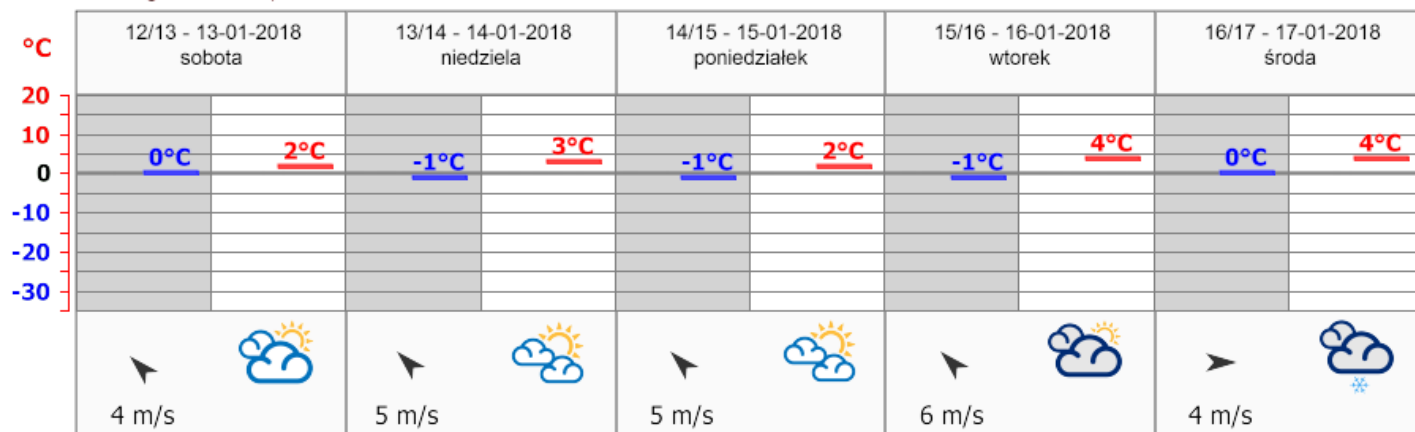 12/13 - 13-01-2018
sobota
13/14 - 14-01-2018
niedziela
14/15 - 15-01-2018
poniedziałek
15/16 - 16-01-2018
wtorek
16/17 - 17-01-2018
środa
°C
20
10
0
-10
-20
-30
0°C
2°C
-1°C
3°C
-1°C
2°C
-1°C
4°C
0°C
4°C
4 m/s
5 m/s
5 m/s
6 m/s
4 m/s